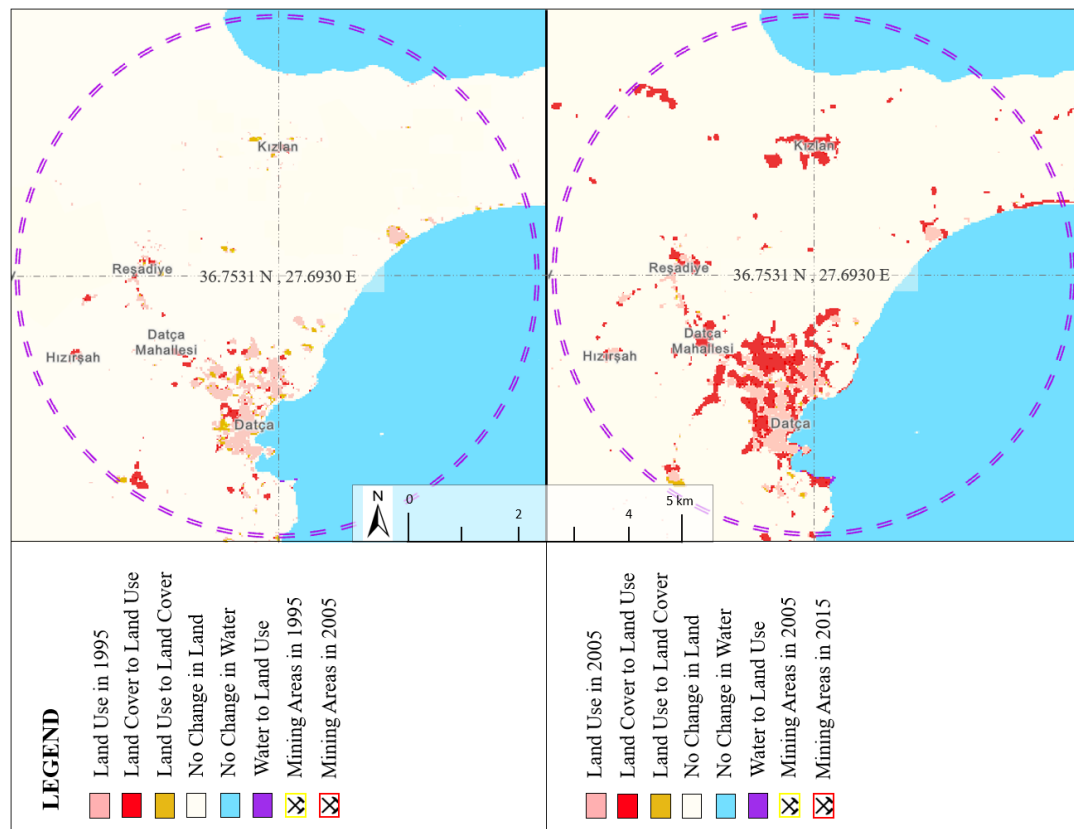 Kızlan
Reşadiye
36.7531 N , 27.6930 E
Datça
Mahallesi
Hızırşah
Datça
Kızlan
Reşadiye
36.7531 N , 27.6930 E
Datça
Mahallesi
Hızırşah
Datça
N
0
2
4
5 km
LEGEND
Land Use in 1995
Land Cover to Land Use
Land Use to Land Cover
No Change in Land
No Change in Water
Water to Land Use
Mining Areas in 1995
Mining Areas in 2005
Land Use in 2005
Land Cover to Land Use
Land Use to Land Cover
No Change in Land
No Change in Water
Water to Land Use
Mining Areas in 2005
Mining Areas in 2015